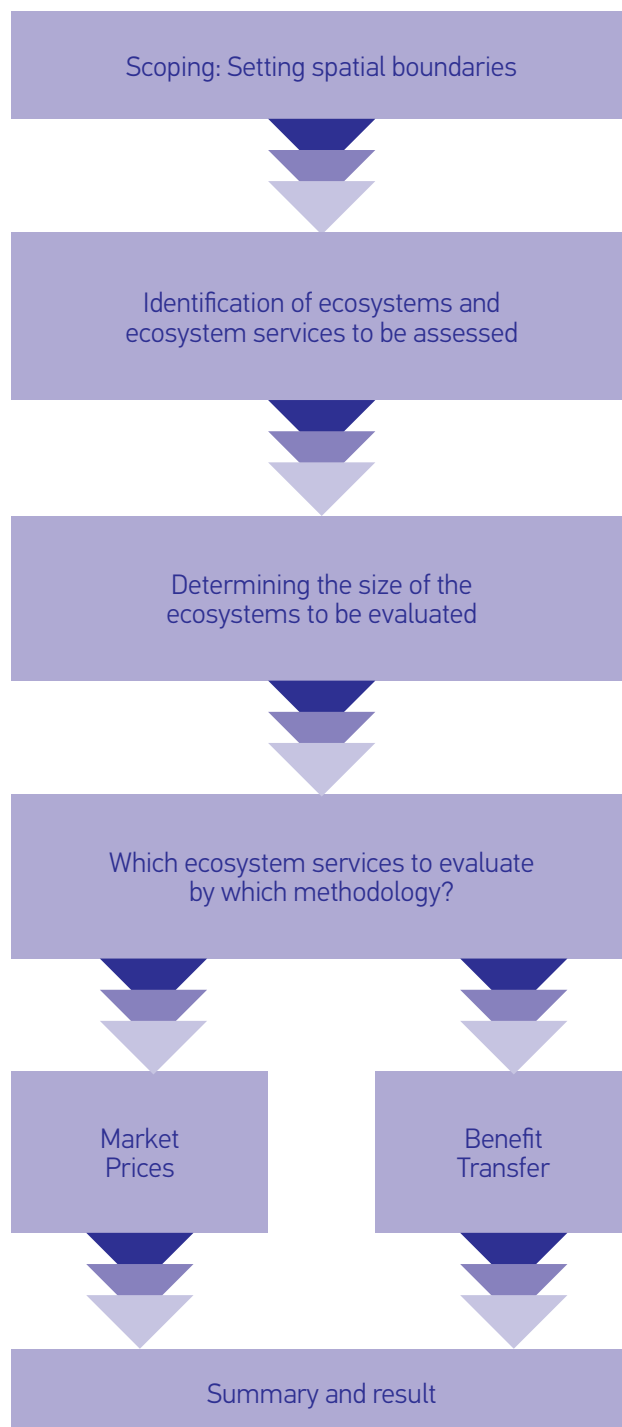 Scoping: Setting spatial boundaries
Identification of ecosystems and
ecosystem services to be assessed
Determining the size of the
ecosystems to be evaluated
Which ecosystem services to evaluate
by which methodology?
Market
Prices
Benefit
Transfer
Summary and result